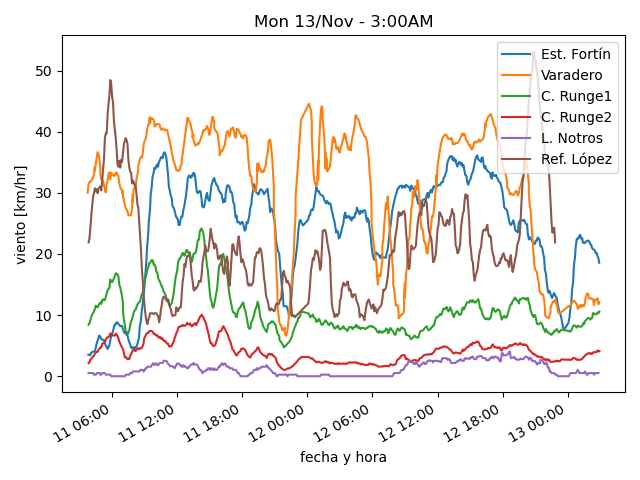 Mon 13/Nov - 3:00AM
Est. Fortín
Varadero
C. Runge1
C. Runge2
L. Notros
Ref. López
50
40
30
20
10
0
viento [km/hr]
11 06:00
11 12:00
11 18:00
12 00:00
12 06:00
12 12:00
12 18:00
13 00:00
fecha y hora